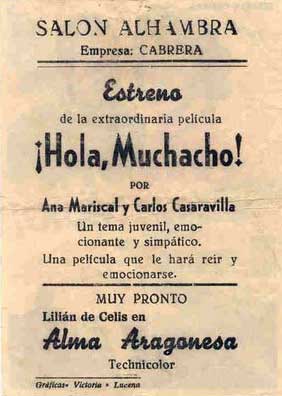 SALON ALHAMBRA
Empresa: CABRERA
Estreno
de la extraordinaria película
¡Hola, Muchacho!
POR
Ana Mariscal y Carlos Casaravilla
Un tema juvenil, emo-
cionante y simpático.
Una película que le hará reir y
emocionarse.
MUY PRONTO
Lilián de Celis en
Alma Aragonesa
Technicolor
Gráficas- Victoria - Lucena